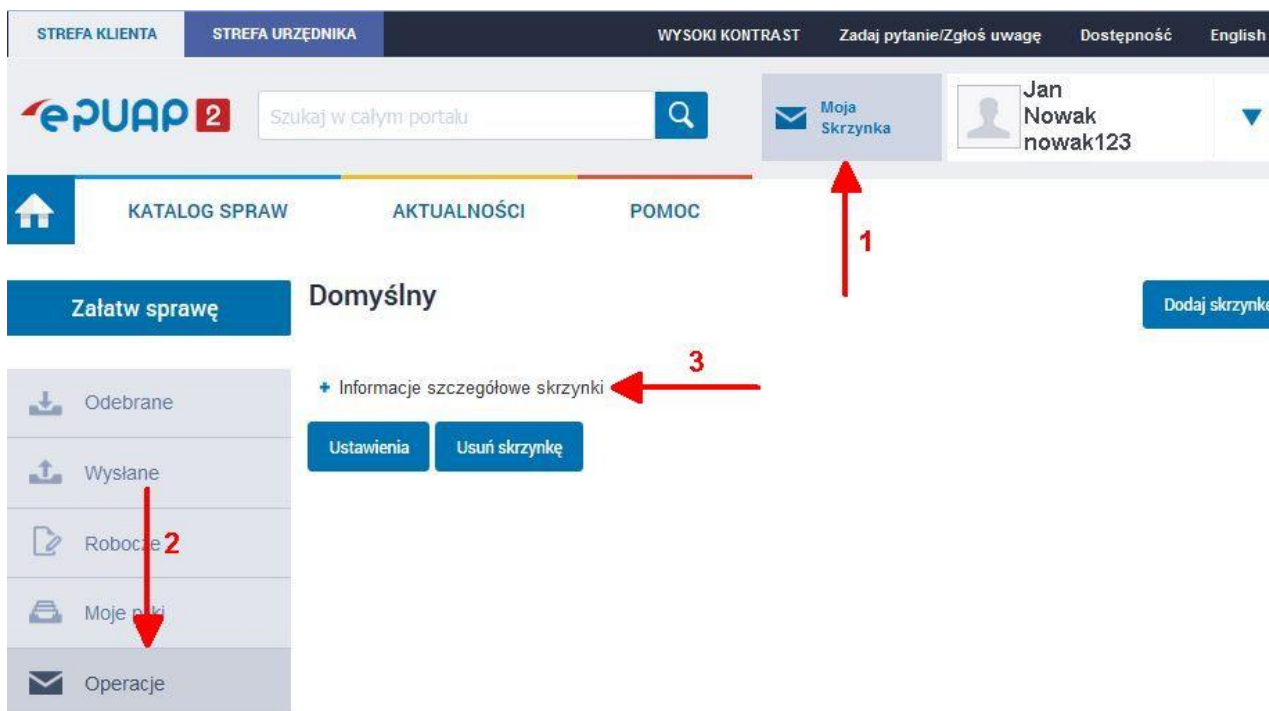 STREFA KLIENTA STREFA URZĘDNIKA WYSOKI KONTRAST Zadaj pytanie/Zgłoś uwagę Dostępność English
ePUAP 2 Szukaj w całym portalu Moja Skrzynka
Jan
Nowak
nowak123
KATALOG SPRAW AKTUALNOŚCI POMOC
1
Załatw sprawę Domyślny Dodaj skrzynkę
3
+ Informacje szczegółowe skrzynki
Odebrane
Ustawienia Usuń skrzynkę
Wysłane
Robocze 2
Moje
Operacje